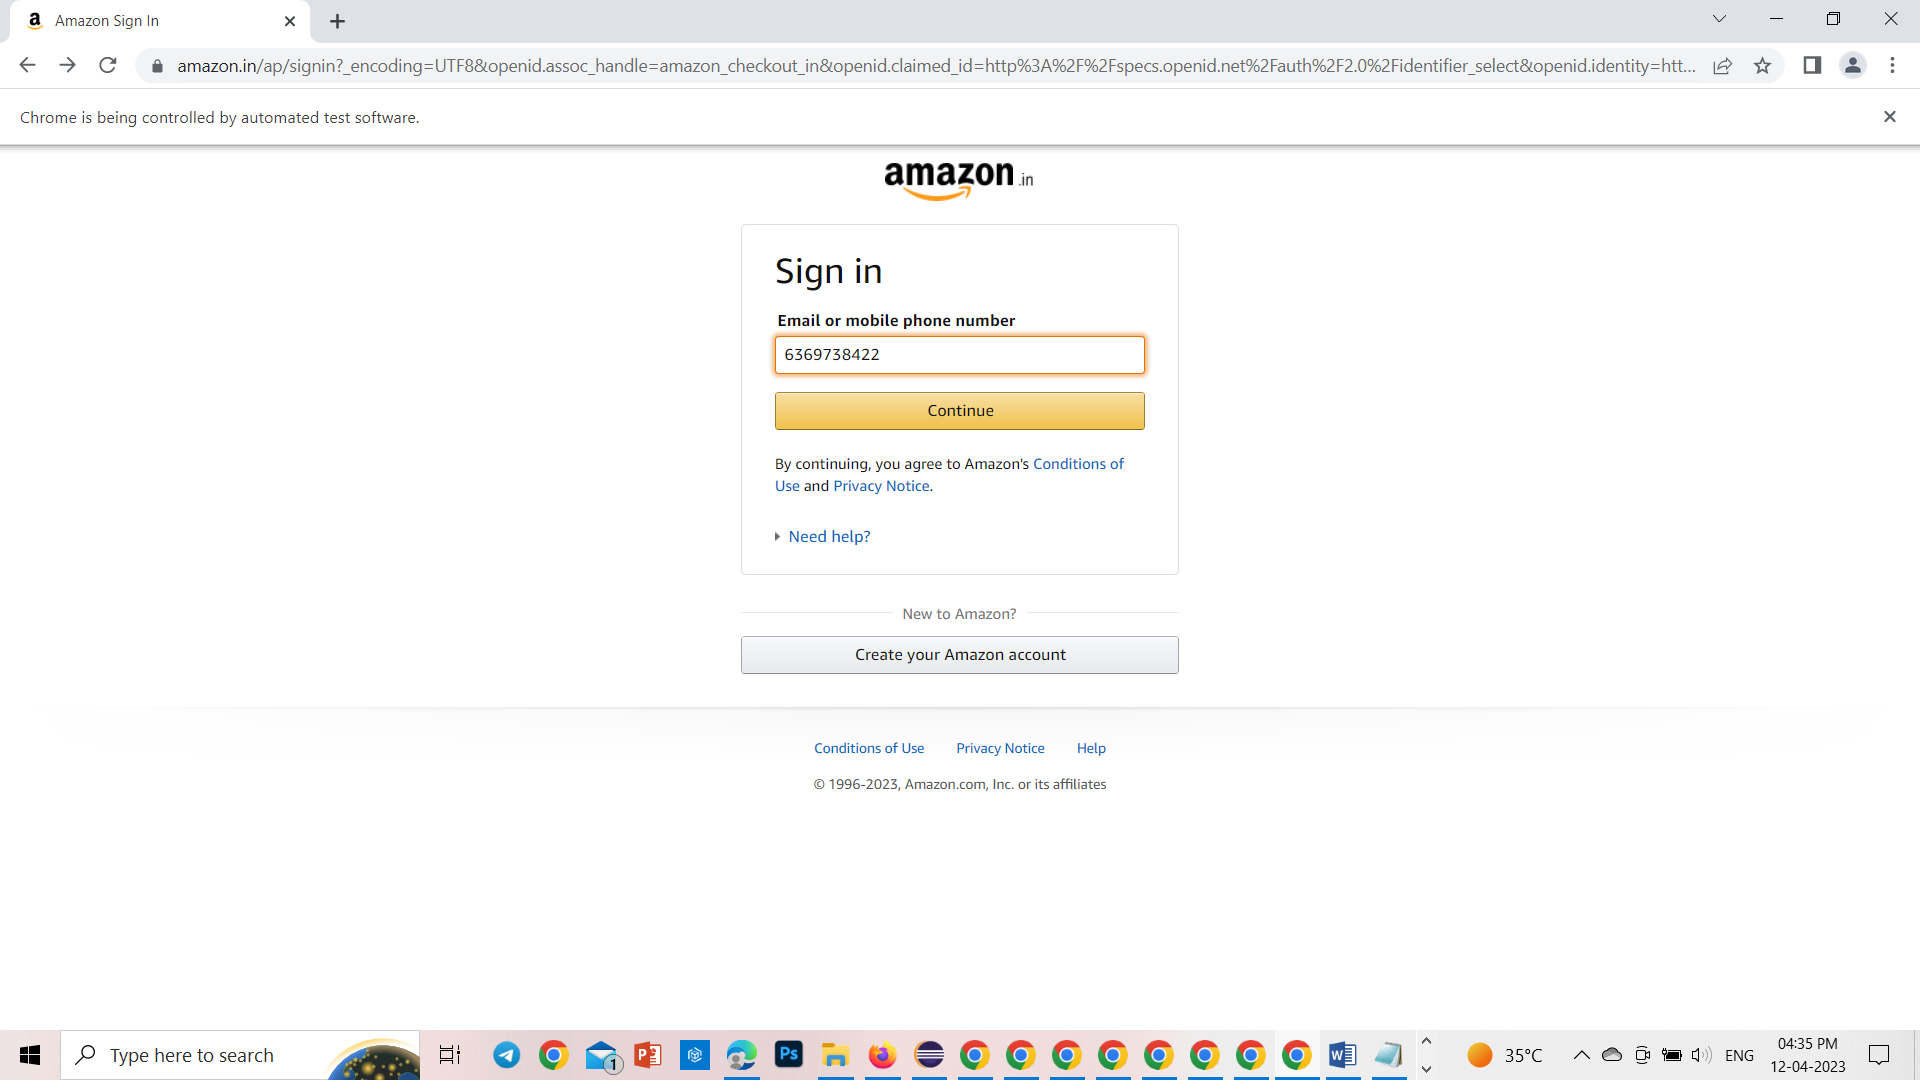 Amazon Sign In
amazon.in/ap/signin?_encoding=UTF8&openid.assoc_handle=amazon_checkout_in&openid.claimed_id=http%3A%2F%2Fspecs.openid.net%2Fauth%2F2.0%2Fidentifier_select&openid.identity=htt...
Chrome is being controlled by automated test software.
amazon.in
Sign in
Email or mobile phone number
6369738422
Continue
By continuing, you agree to Amazon's Conditions of
Use and Privacy Notice.
Need help?
New to Amazon?
Create your Amazon account
Conditions of Use Privacy Notice Help
© 1996-2023, Amazon.com, Inc. or its affiliates
Type here to search
1
Ps
35°C
ENG
04:35 PM
12-04-2023